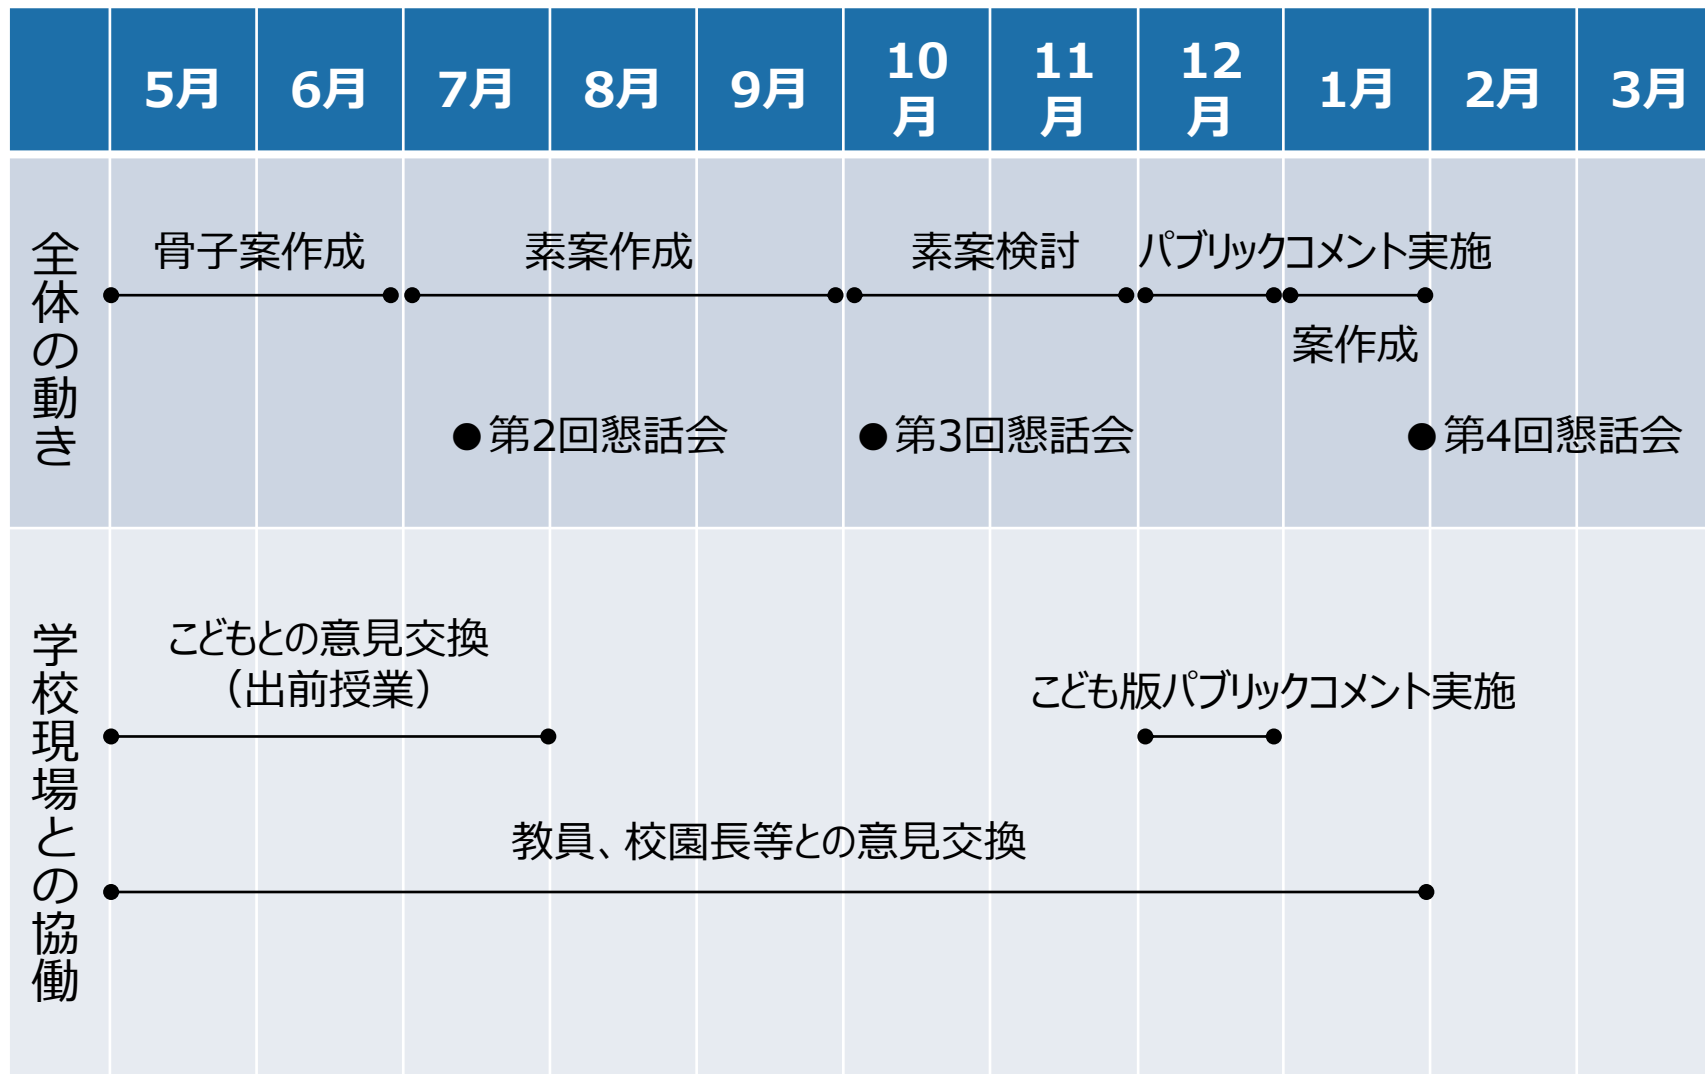 5月 6月 7月 8月 9月 10月 11月 12月 1月 2月 3月
全体の動き
骨子案作成 素案作成 素案検討 パブリックコメント実施
案作成
●第2回懇話会 ●第3回懇話会 ●第4回懇話会
学校現場との協働
こどもとの意見交換
（出前授業）
こども版パブリックコメント実施
教員、校園長等との意見交換